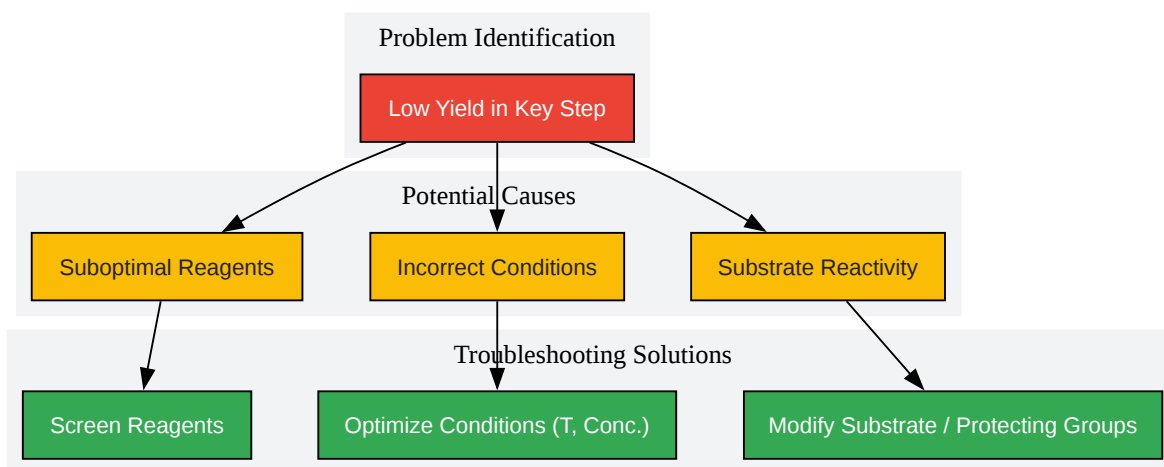 Problem Identification
Low Yield in Key Step
Potential Causes
Suboptimal Reagents
Incorrect Conditions
Substrate Reactivity
Troubleshooting Solutions
Screen Reagents
Optimize Conditions (T, Conc.)
Modify Substrate / Protecting Groups